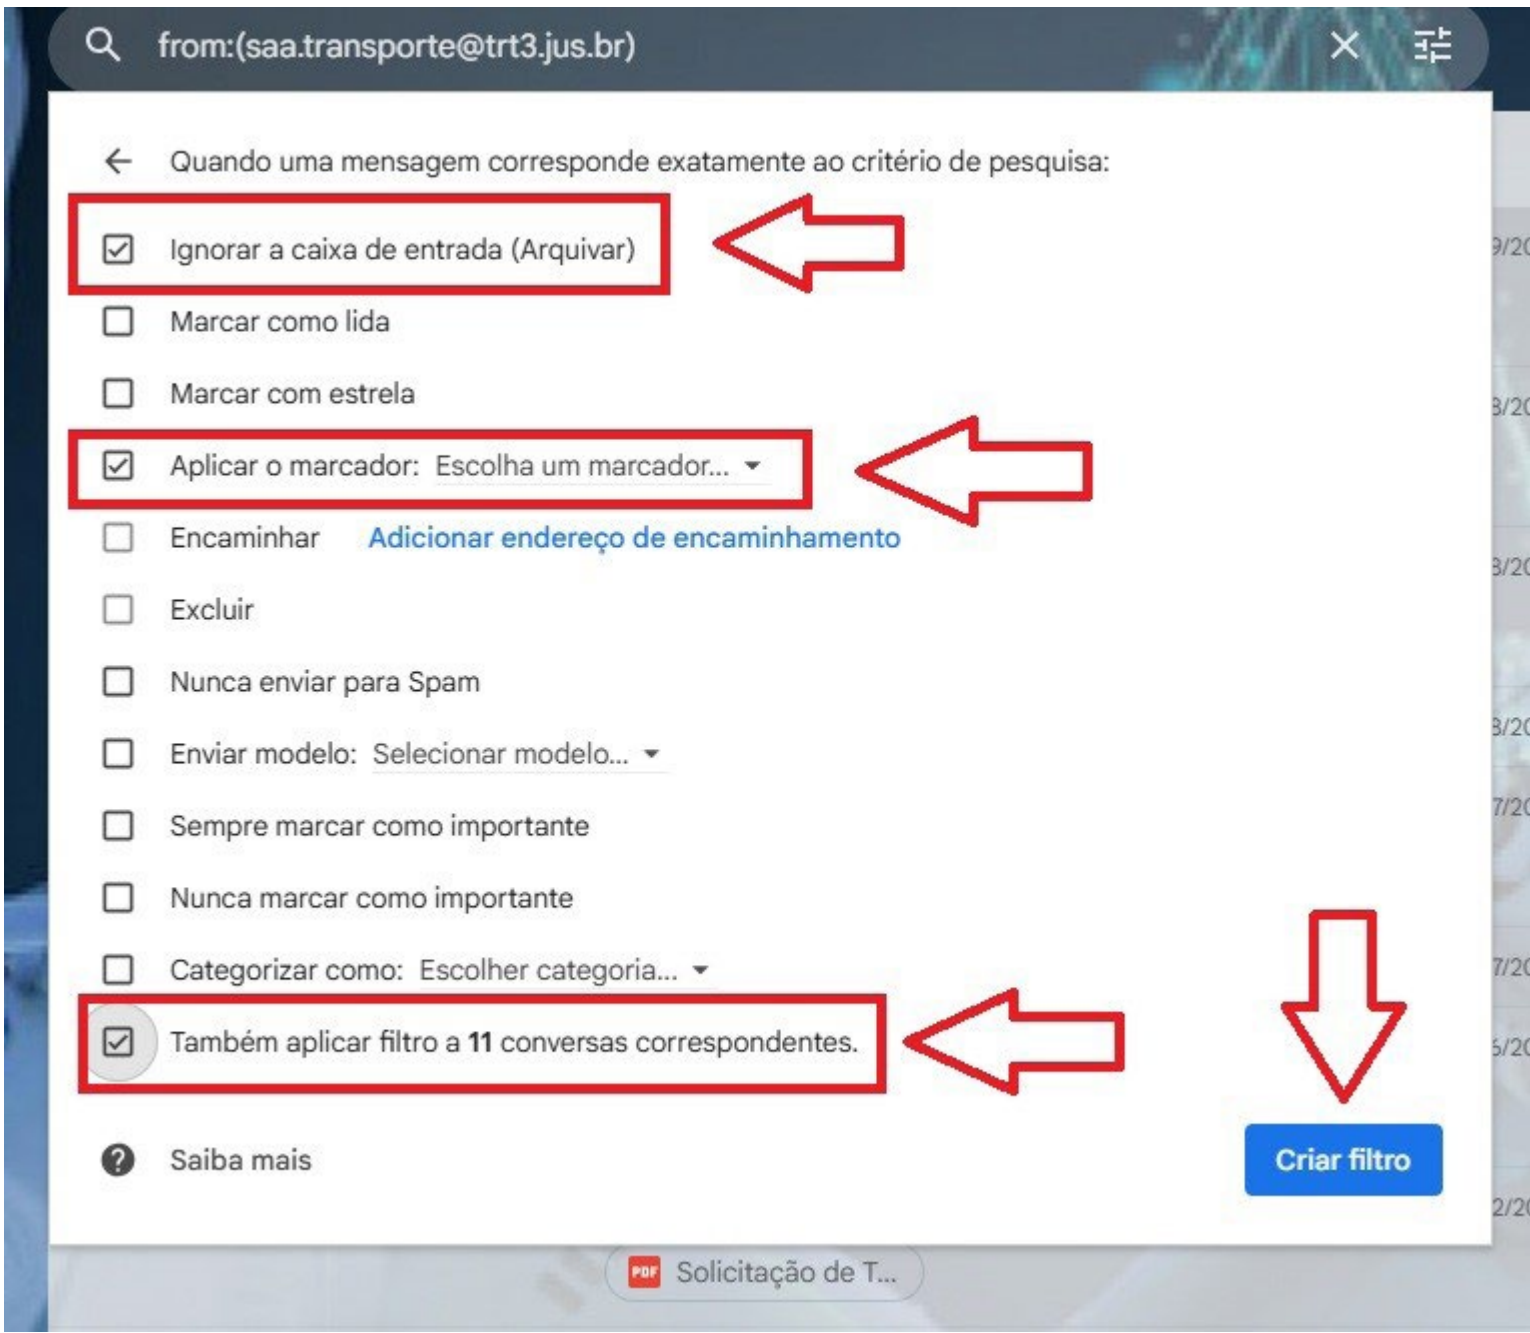 from:(saa.transporte@trt3.jus.br)
Quando uma mensagem corresponde exatamente ao critério de pesquisa:
Ignorar a caixa de entrada (Arquivar)
Marcar como lida
Marcar com estrela
Aplicar o marcador: Escolha um marcador...
Encaminhar Adicionar endereço de encaminhamento
Excluir
Nunca enviar para Spam
Enviar modelo: Selecionar modelo...
Sempre marcar como importante
Nunca marcar como importante
Categorizar como: Escolher categoria...
Também aplicar filtro a 11 conversas correspondentes.
Saiba mais
Criar filtro
PDF Solicitação de T...